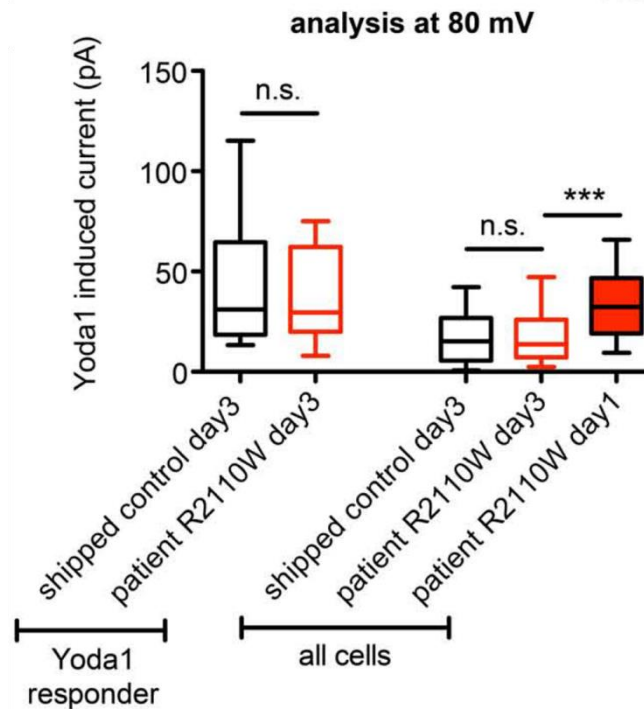 analysis at 80 mV
Yoda1 induced current (pA)
150
100
50
0
n.s.
n.s.
***
shipped control day3
patient R2110W day3
shipped control day3
patient R2110W day3
patient R2110W day1
Yoda1
responder
all cells